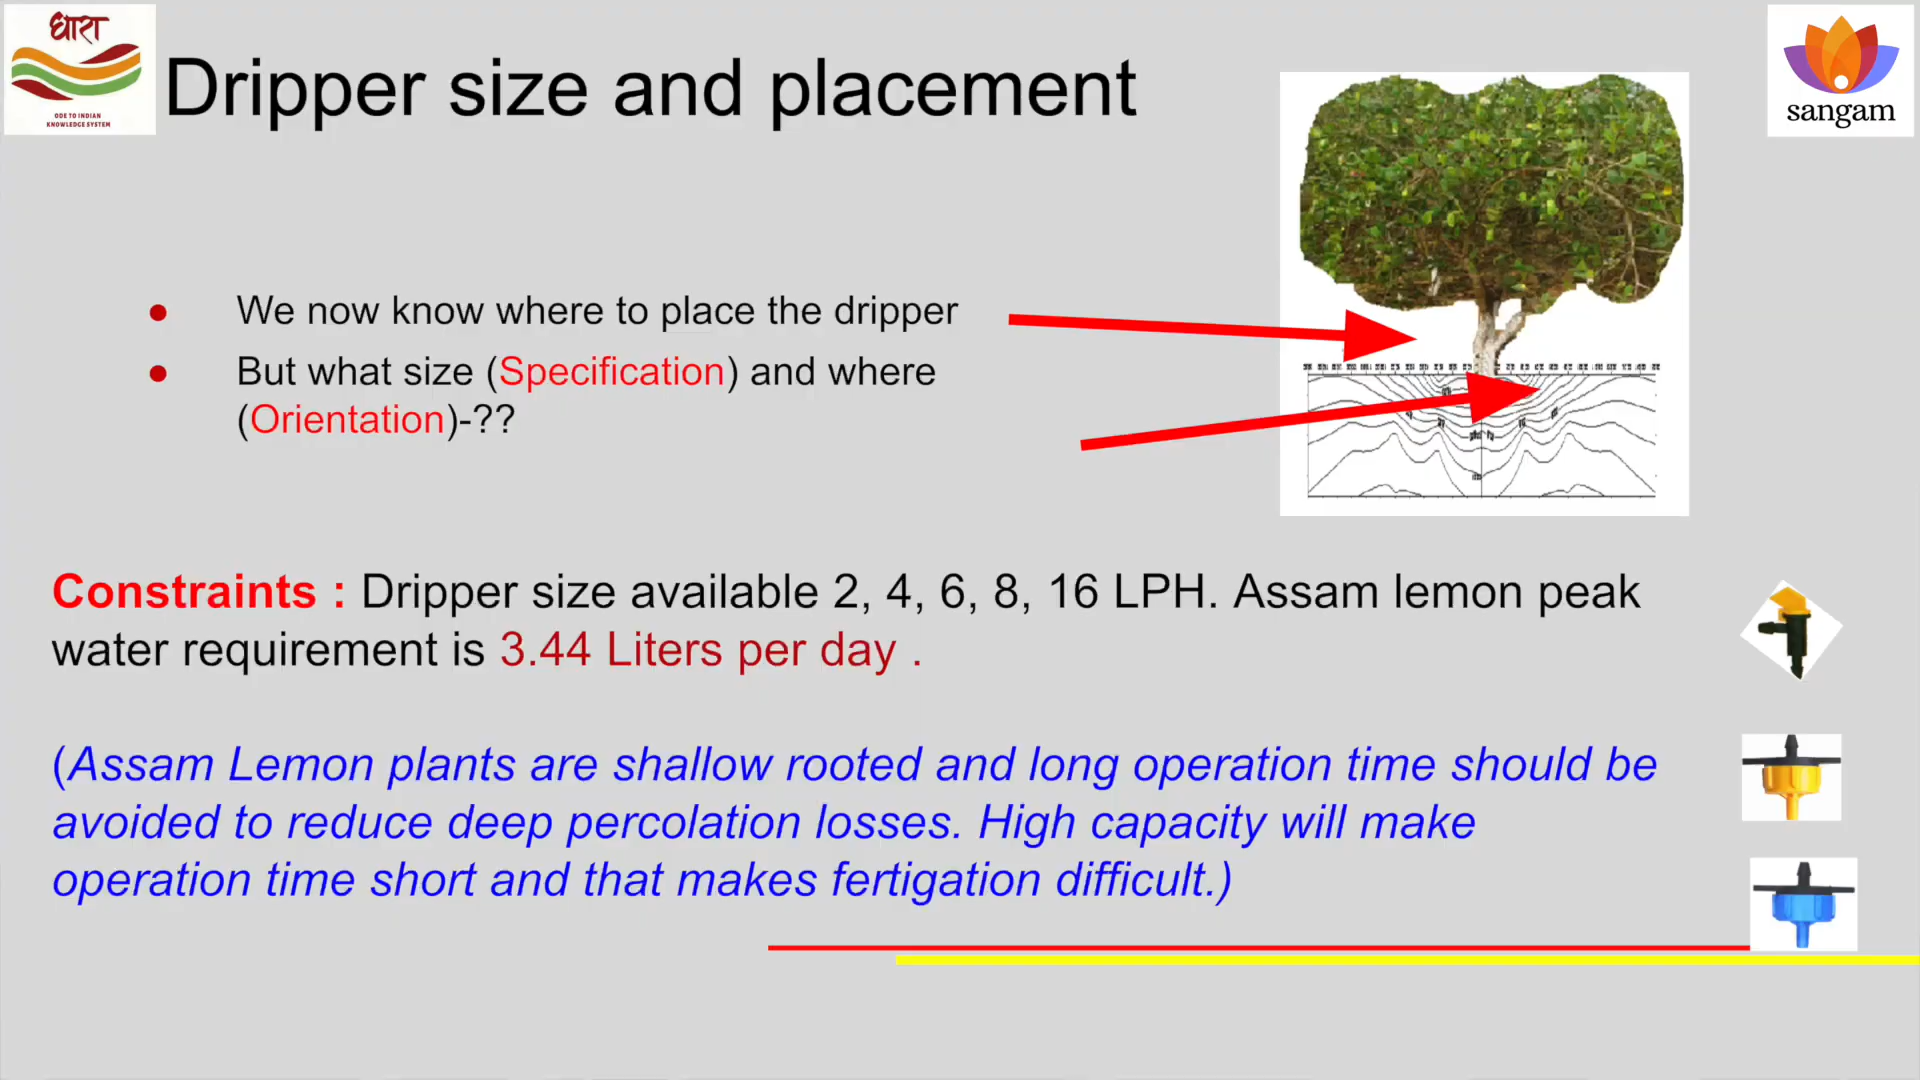 धारा
ODE TO INDIAN
KNOWLEDGE SYSTEM
Dripper size and placement
sangam
● We now know where to place the dripper
● But what size (Specification) and where
(Orientation)-??
Constraints : Dripper size available 2, 4, 6, 8, 16 LPH. Assam lemon peak
water requirement is 3.44 Liters per day .
(Assam Lemon plants are shallow rooted and long operation time should be
avoided to reduce deep percolation losses. High capacity will make
operation time short and that makes fertigation difficult.)